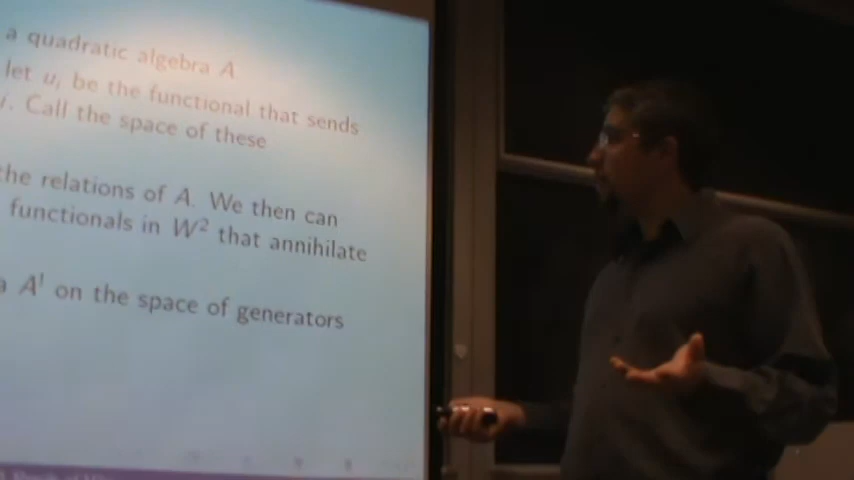 a quadratic algebra A
let uᵢ be the functional that sends
i. Call the space of these
the relations of A. We then can
functionals in W² that annihilate
a A! on the space of generators